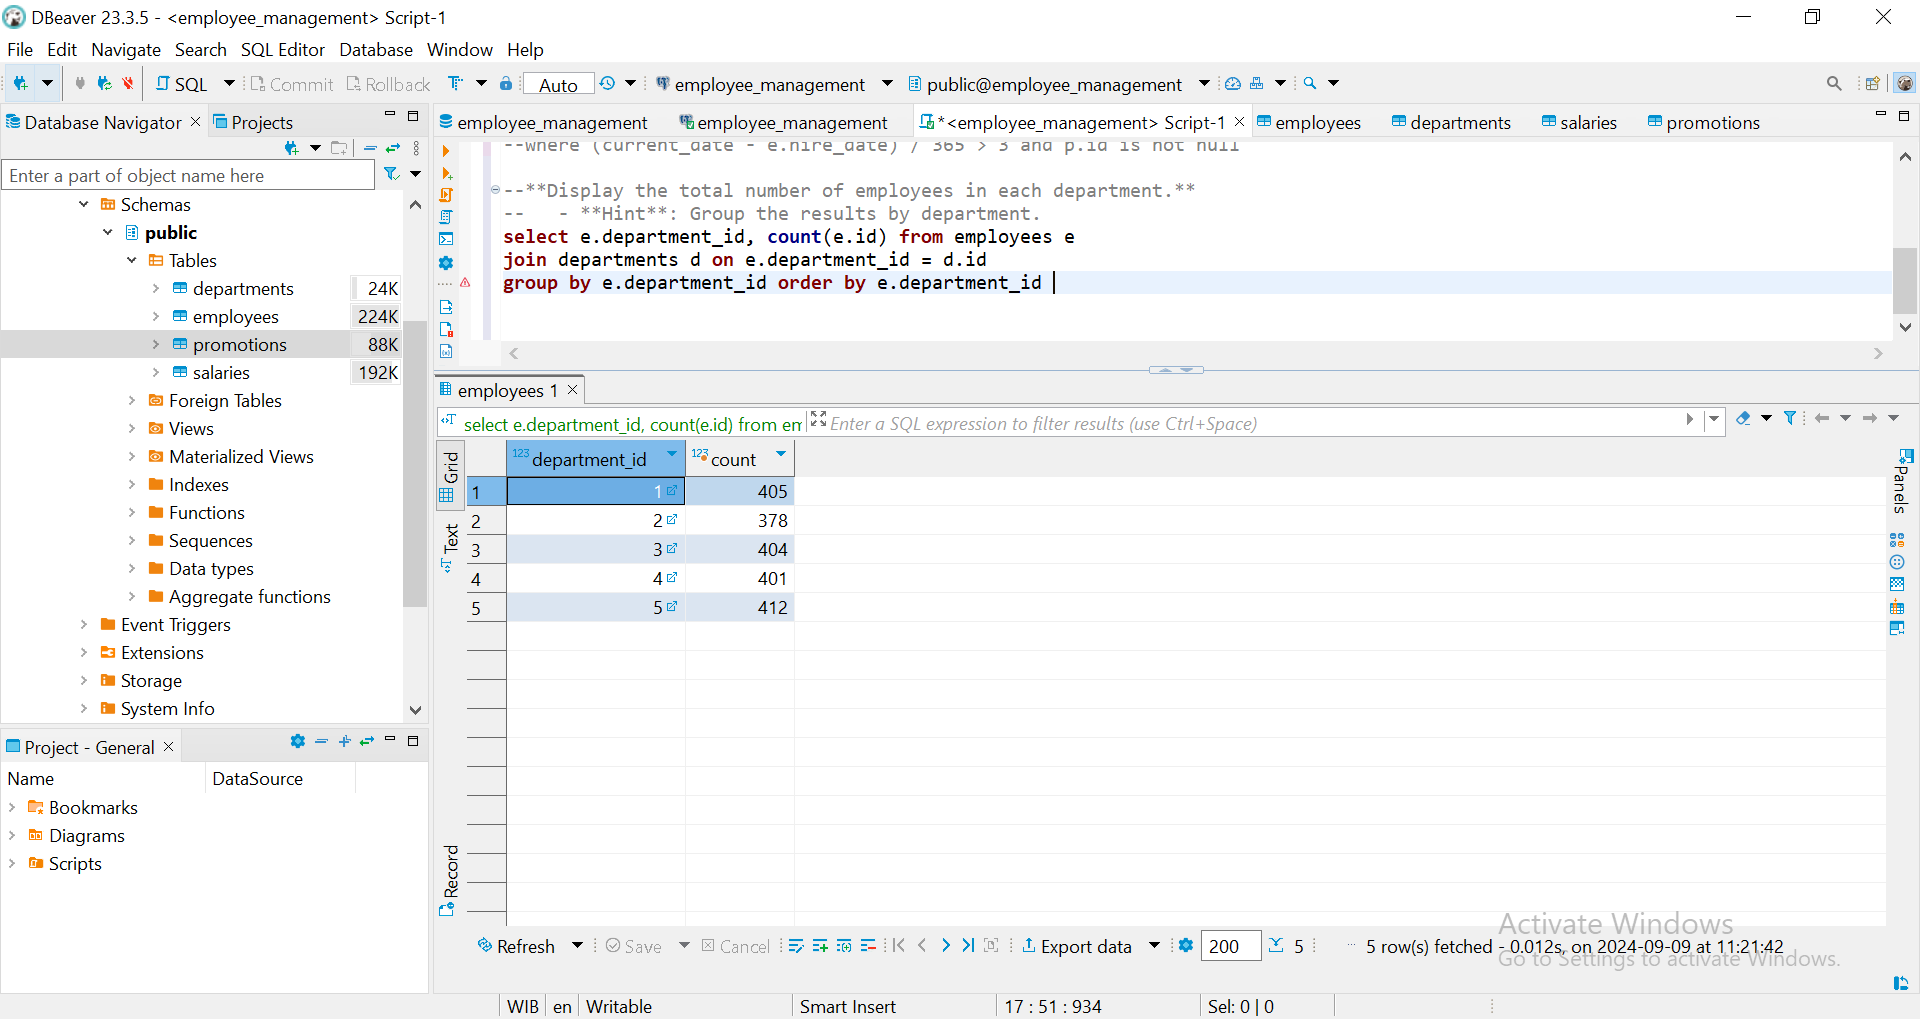 DBeaver 23.3.5 - <employee_management> Script-1
File Edit Navigate Search SQL Editor Database Window Help
SQL Commit Rollback Auto employee_management public@employee_management
Database Navigator Projects
employee_management employee_management *<employee_management> Script-1 employees departments salaries promotions
Enter a part of object name here
Schemas
public
Tables
departments 24K
employees 224K
promotions 88K
salaries 192K
Foreign Tables
Views
Materialized Views
Indexes
Functions
Sequences
Data types
Aggregate functions
Event Triggers
Extensions
Storage
System Info
Project - General
Name DataSource
Bookmarks
Diagrams
Scripts
--where (current_date - e.hire_date) / 365 > 3 and p.id is not null
--**Display the total number of employees in each department.**
-- - **Hint**: Group the results by department.
select e.department_id, count(e.id) from employees e
join departments d on e.department_id = d.id
group by e.department_id order by e.department_id
employees 1
select e.department_id, count(e.id) from em Enter a SQL expression to filter results (use Ctrl+Space)
Grid
Text
Record
Panels
123 department_id 123 count
1 1 405
2 2 378
3 3 404
4 4 401
5 5 412
Activate Windows
Go to Settings to activate Windows.
Refresh Save Cancel Export data 200 5 5 row(s) fetched - 0.012s, on 2024-09-09 at 11:21:42
WIB en Writable Smart Insert 17 : 51 : 934 Sel: 0 | 0